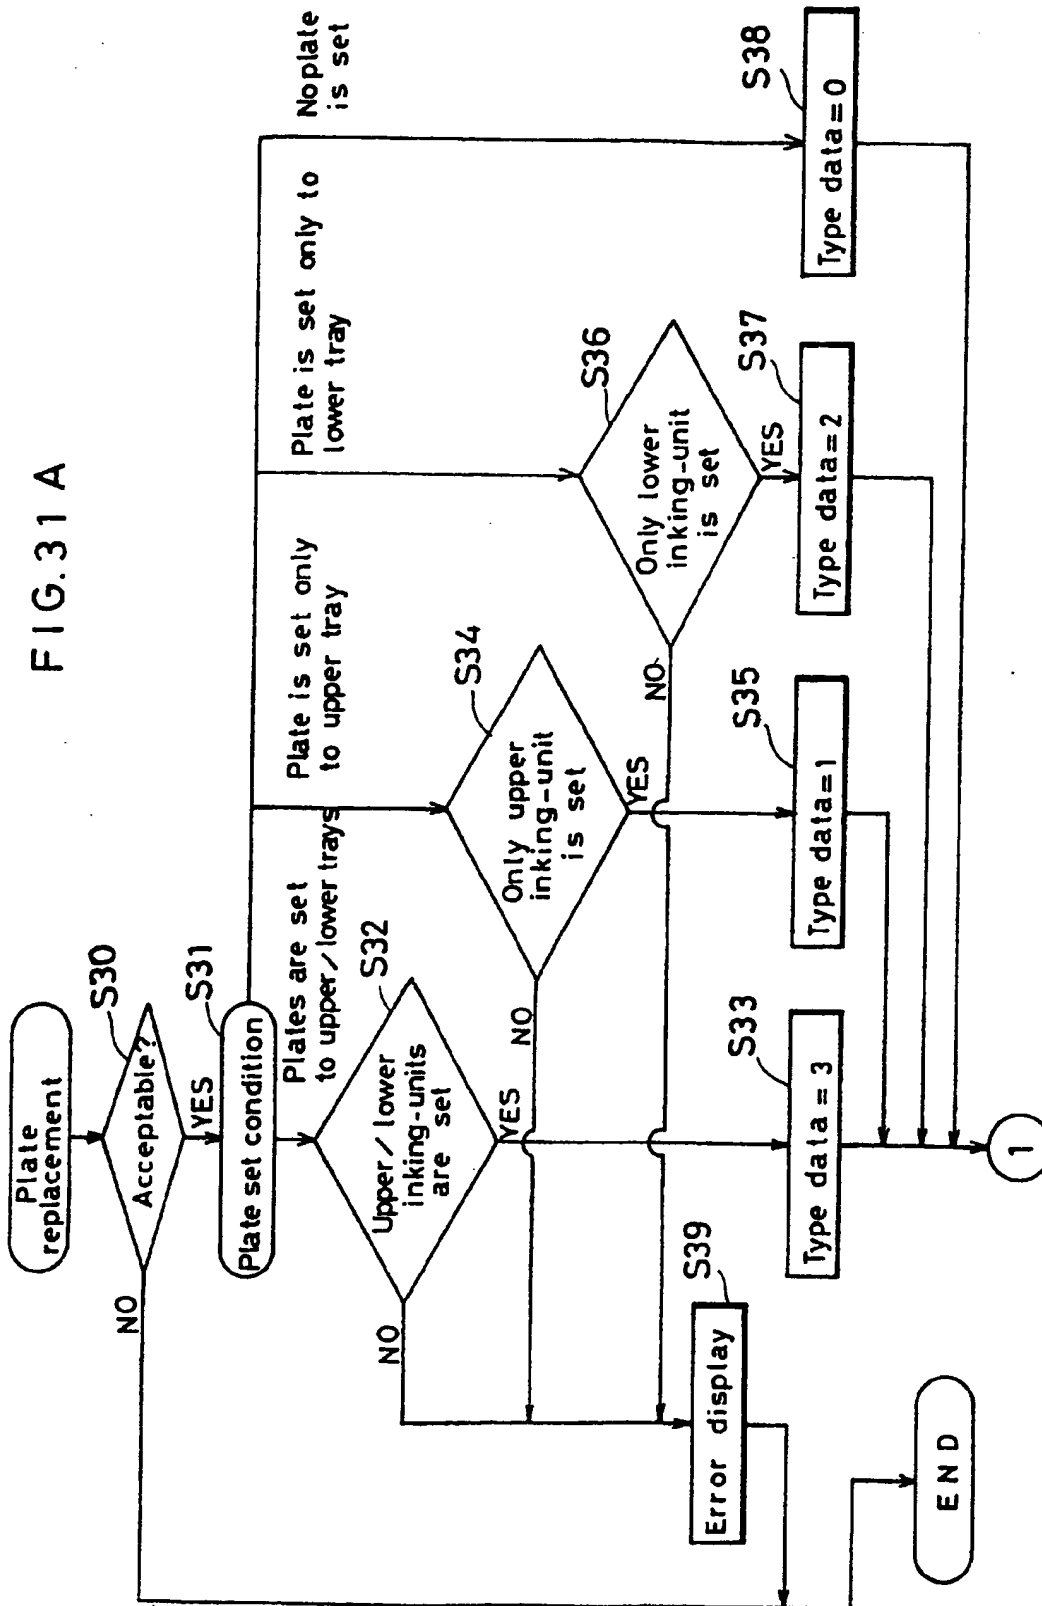 FIG. 31 A
Plate
replacement
S30
Acceptable?
NO
YES
S31
Plate set condition
Plates are set
to upper/lower trays
Plate is set only
to upper tray
Plate is set only to
lower tray
Noplate
is set
S32
Upper/lower
inking-units
are set
NO
YES
S34
Only upper
inking-unit
is set
NO
YES
S36
Only lower
inking-unit
is set
NO
YES
S39
Error display
S33
Type data = 3
S35
Type data=1
S37
Type data=2
S38
Type data=0
END
1